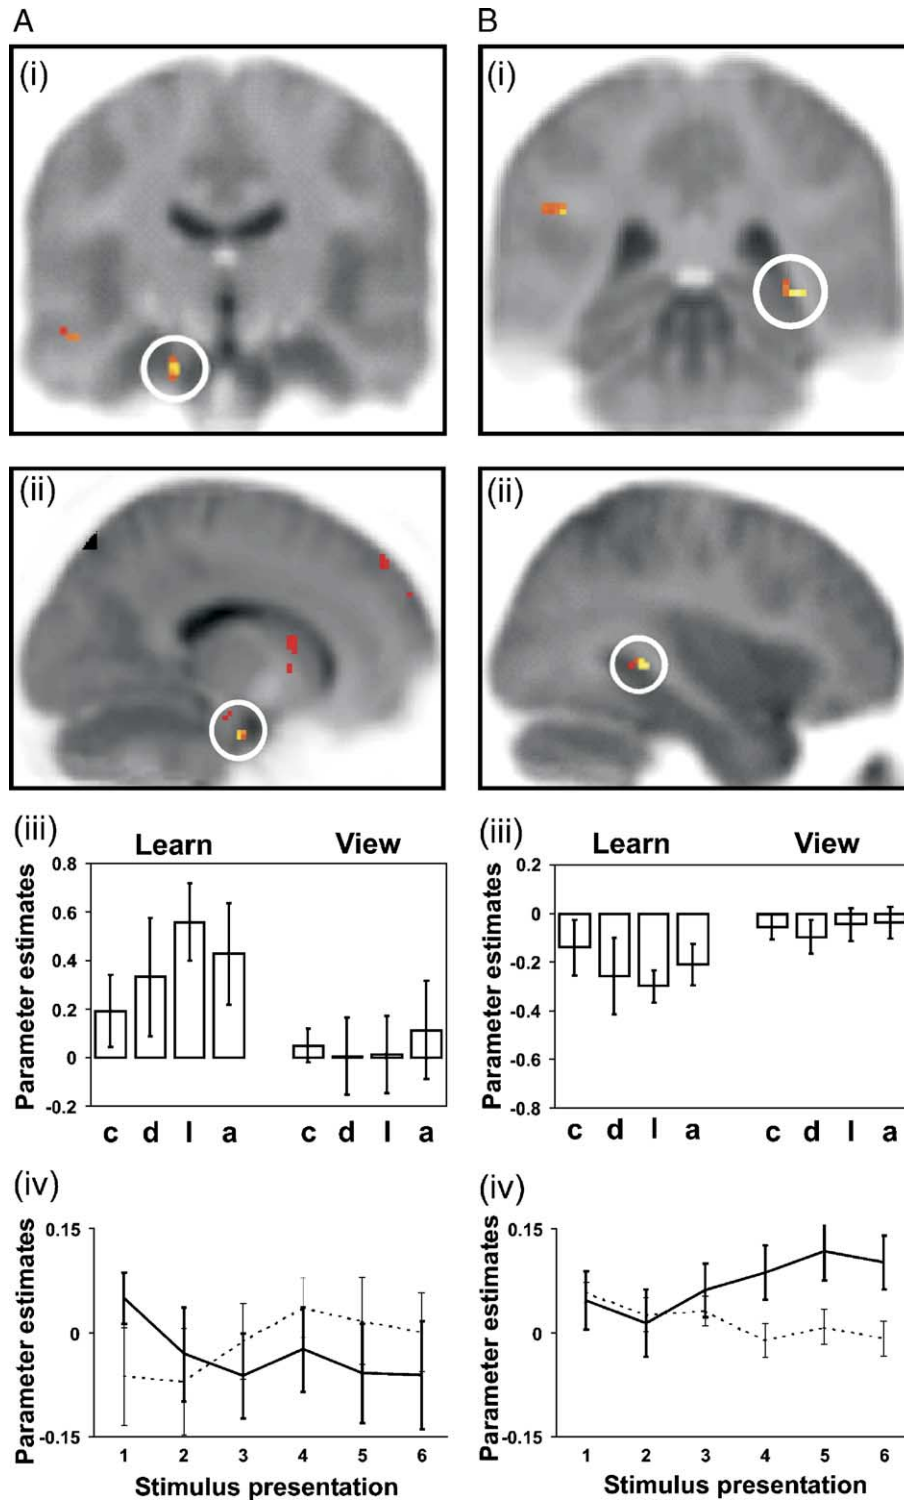 A
(i)
(ii)
(iii)
Learn View
Parameter estimates
0.8
0.6
0.4
0.2
0
-0.2
c d l a c d l a
(iv)
Parameter estimates
0.15
0
-0.15
1 2 3 4 5 6
Stimulus presentation
B
(i)
(ii)
(iii)
Learn View
Parameter estimates
0.2
0
-0.2
-0.4
-0.6
-0.8
c d l a c d l a
(iv)
Parameter estimates
0.15
0
-0.15
1 2 3 4 5 6
Stimulus presentation